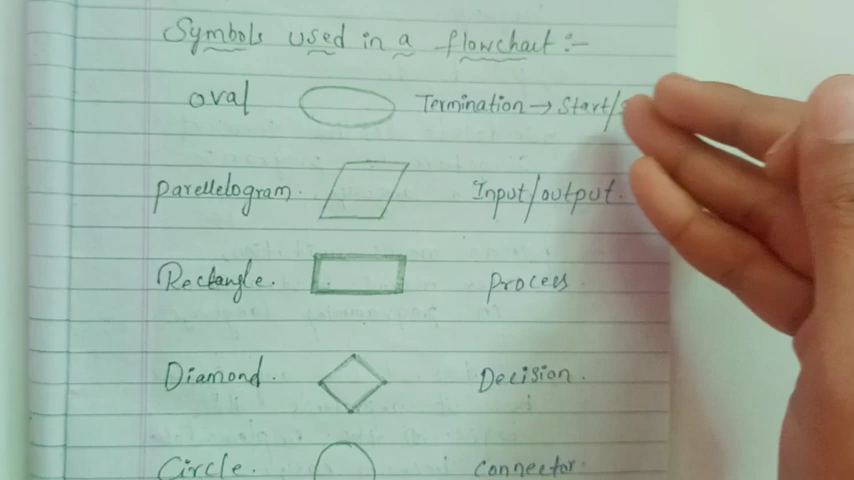 Symbols used in a flowchart :-
oval Termination → Start/
parellelogram. Input/output.
Rectangle. process
Diamond. Decision.
Circle. connector.